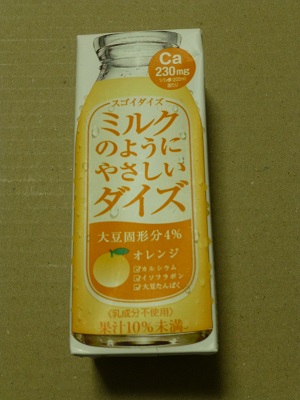 Ca
230mg
スゴイダイズ
ミルク
のように
やさしい
ダイズ
大豆固形分4%
オレンジ
カルシウム
イソフラボン
大豆たんぱく
《乳成分不使用》
果汁10%未満